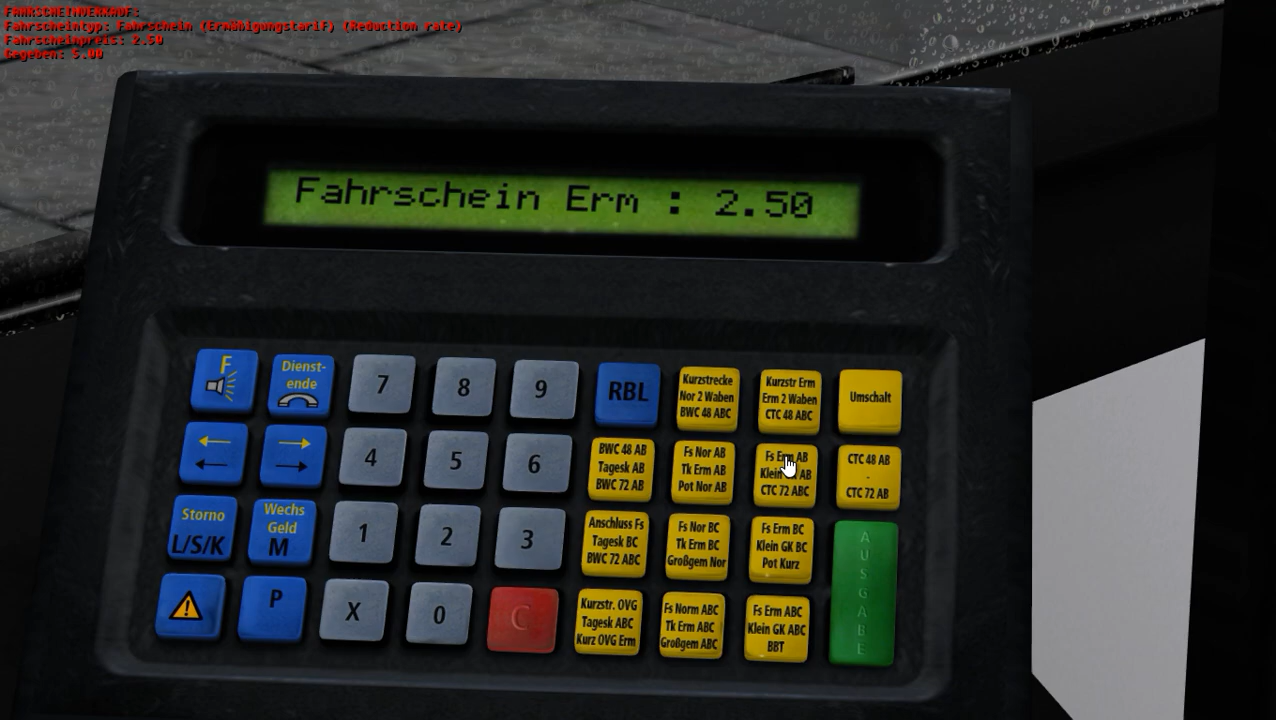 FAHRSCHEINVERKAUF:
Fahrscheintyp: Fahrschein (Ermäßigungstarif) (Reduction rate)
Fahrscheinpreis: 2.50
Gegeben: 5.00
Fahrschein Erm : 2.50
F
Dienst-
ende
7
8
9
RBL
Kurzstrecke
Nor 2 Waben
BWC 48 ABC
Kurzstr Erm
Erm 2 Waben
CTC 48 ABC
Umschalt
4
5
6
BWC 48 AB
Tagesk AB
BWC 72 AB
Fs Nor AB
Tk Erm AB
Pot Nor AB
Fs Erm AB
Klein AB
CTC 72 ABC
CTC 48 AB
-
CTC 72 AB
Storno
L/S/K
Wechs
Geld
M
1
2
3
Anschluss Fs
Tagesk BC
BWC 72 ABC
Fs Nor BC
Tk Erm BC
Großgem Nor
Fs Erm BC
Klein GK BC
Pot Kurz
AUSGABE
P
X
0
C
Kurzstr. OVG
Tagesk ABC
Kurz OVG Erm
Fs Norm ABC
Tk Erm ABC
Großgem ABC
Fs Erm ABC
Klein GK ABC
BBT